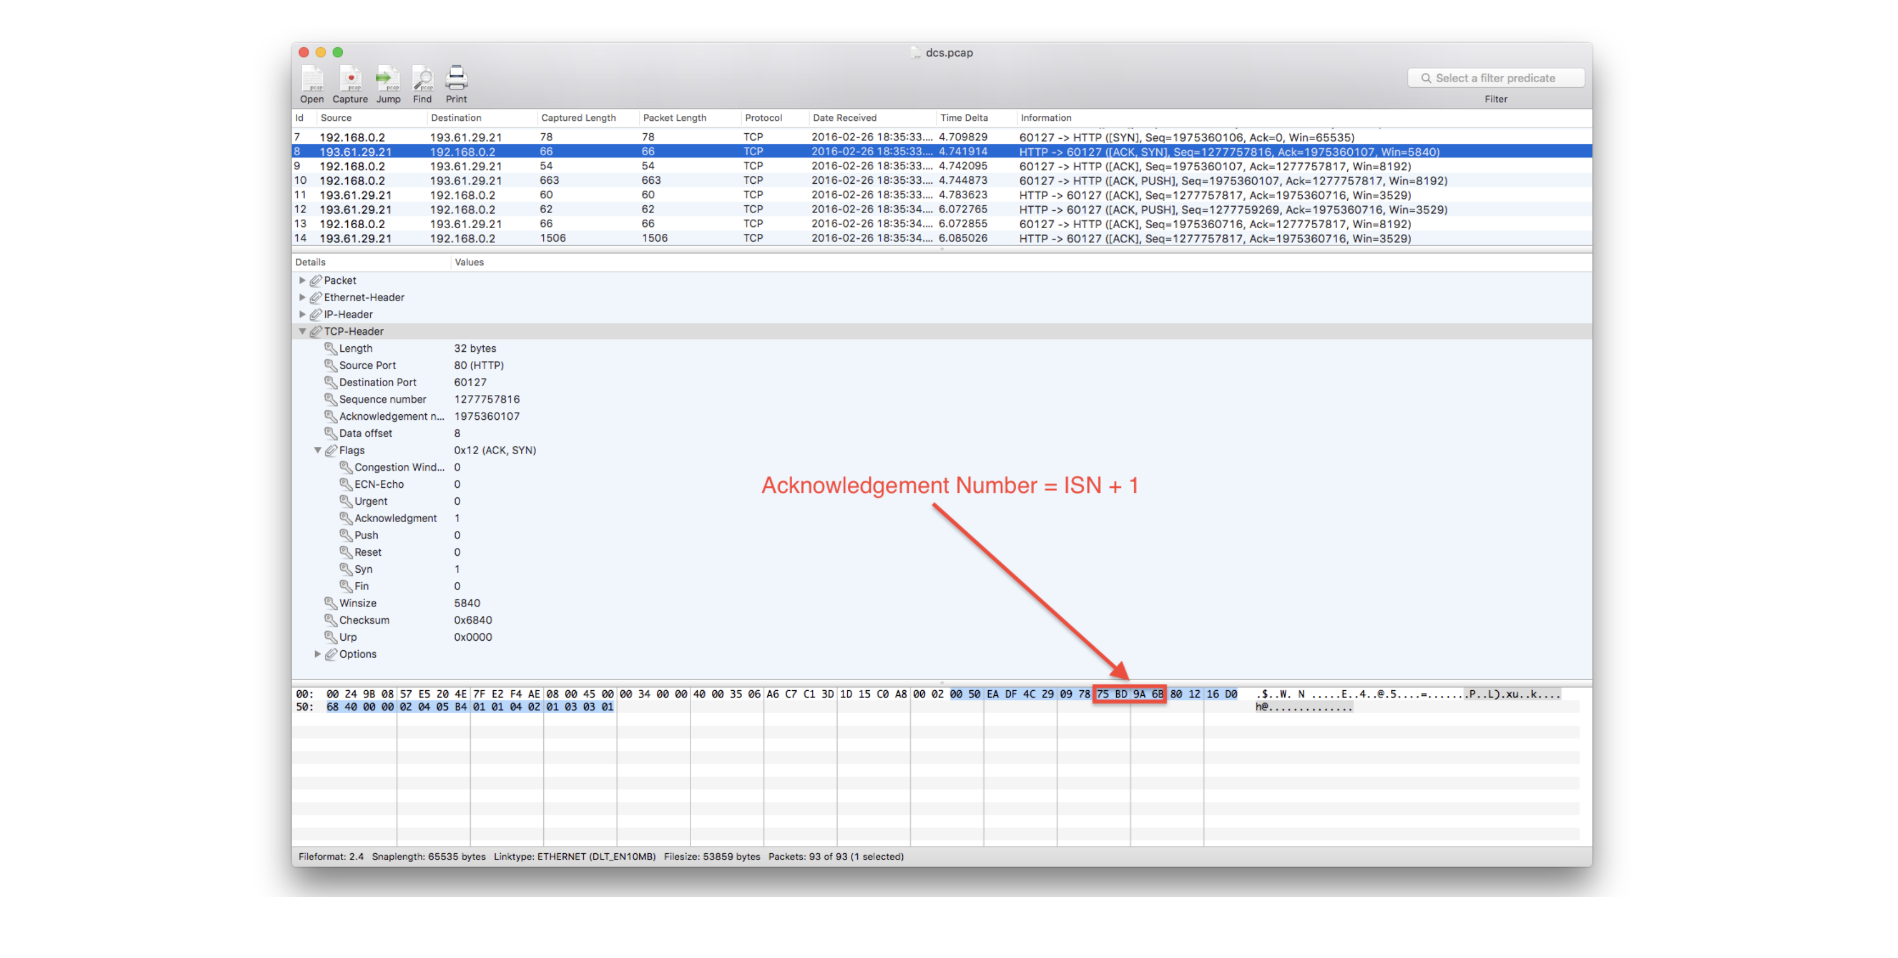 dcs.pcap
Open Capture Jump Find Print
Select a filter predicate
Filter
Id Source Destination Captured Length Packet Length Protocol Date Received Time Delta Information
7 192.168.0.2 193.61.29.21 78 78 TCP 2016-02-26 18:35:33.... 4.709829 60127 -> HTTP ([SYN], Seq=1975360106, Ack=0, Win=65535)
8 193.61.29.21 192.168.0.2 66 66 TCP 2016-02-26 18:35:33.... 4.741914 HTTP -> 60127 ([ACK, SYN], Seq=1277757816, Ack=1975360107, Win=5840)
9 192.168.0.2 193.61.29.21 54 54 TCP 2016-02-26 18:35:33.... 4.742095 60127 -> HTTP ([ACK], Seq=1975360107, Ack=1277757817, Win=8192)
10 192.168.0.2 193.61.29.21 663 663 TCP 2016-02-26 18:35:33.... 4.744873 60127 -> HTTP ([ACK, PUSH], Seq=1975360107, Ack=1277757817, Win=8192)
11 193.61.29.21 192.168.0.2 60 60 TCP 2016-02-26 18:35:33.... 4.783623 HTTP -> 60127 ([ACK], Seq=1277757817, Ack=1975360716, Win=3529)
12 193.61.29.21 192.168.0.2 62 62 TCP 2016-02-26 18:35:34.... 6.072765 HTTP -> 60127 ([ACK, PUSH], Seq=1277759269, Ack=1975360716, Win=3529)
13 192.168.0.2 193.61.29.21 66 66 TCP 2016-02-26 18:35:34.... 6.072855 60127 -> HTTP ([ACK], Seq=1975360716, Ack=1277757817, Win=8192)
14 193.61.29.21 192.168.0.2 1506 1506 TCP 2016-02-26 18:35:34.... 6.085026 HTTP -> 60127 ([ACK], Seq=1277757817, Ack=1975360716, Win=3529)
Details Values
Packet
Ethernet-Header
IP-Header
TCP-Header
Length 32 bytes
Source Port 80 (HTTP)
Destination Port 60127
Sequence number 1277757816
Acknowledgement n... 1975360107
Data offset 8
Flags 0x12 (ACK, SYN)
Congestion Wind... 0
ECN-Echo 0
Urgent 0
Acknowledgment 1
Push 0
Reset 0
Syn 1
Fin 0
Winsize 5840
Checksum 0x6840
Urp 0x0000
Options
Acknowledgement Number = ISN + 1
00: 00 24 9B 08 57 E5 20 4E 7F E2 F4 AE 08 00 45 00 00 34 00 00 40 00 35 06 A6 C7 C1 3D 1D 15 C0 A8 00 02 00 50 EA DF 4C 29 09 78 75 BD 9A 6B 80 12 16 D0 .$..W. N .....E..4..@.5....=.......P..L).xu..k....
50: 68 40 00 00 02 04 05 B4 01 01 04 02 01 03 03 01 h@..............
Fileformat: 2.4 Snaplength: 65535 bytes Linktype: ETHERNET (DLT_EN10MB) Filesize: 53859 bytes Packets: 93 of 93 (1 selected)